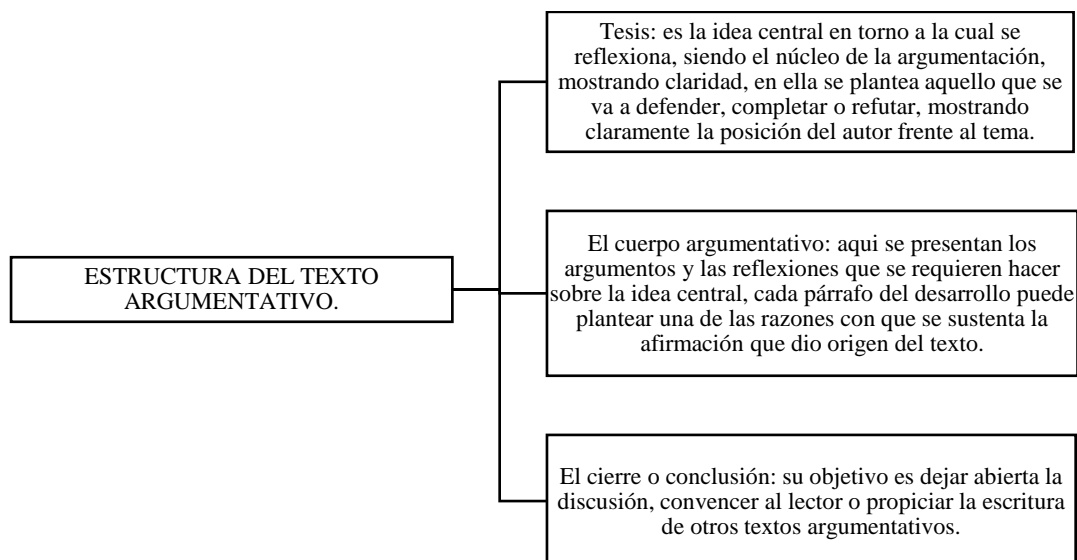 Tesis: es la idea central en torno a la cual se
reflexiona, siendo el núcleo de la argumentación,
mostrando claridad, en ella se plantea aquello que se
va a defender, completar o refutar, mostrando
claramente la posición del autor frente al tema.
ESTRUCTURA DEL TEXTO
ARGUMENTATIVO.
El cuerpo argumentativo: aqui se presentan los
argumentos y las reflexiones que se requieren hacer
sobre la idea central, cada párrafo del desarrollo puede
plantear una de las razones con que se sustenta la
afirmación que dio origen del texto.
El cierre o conclusión: su objetivo es dejar abierta la
discusión, convencer al lector o propiciar la escritura
de otros textos argumentativos.